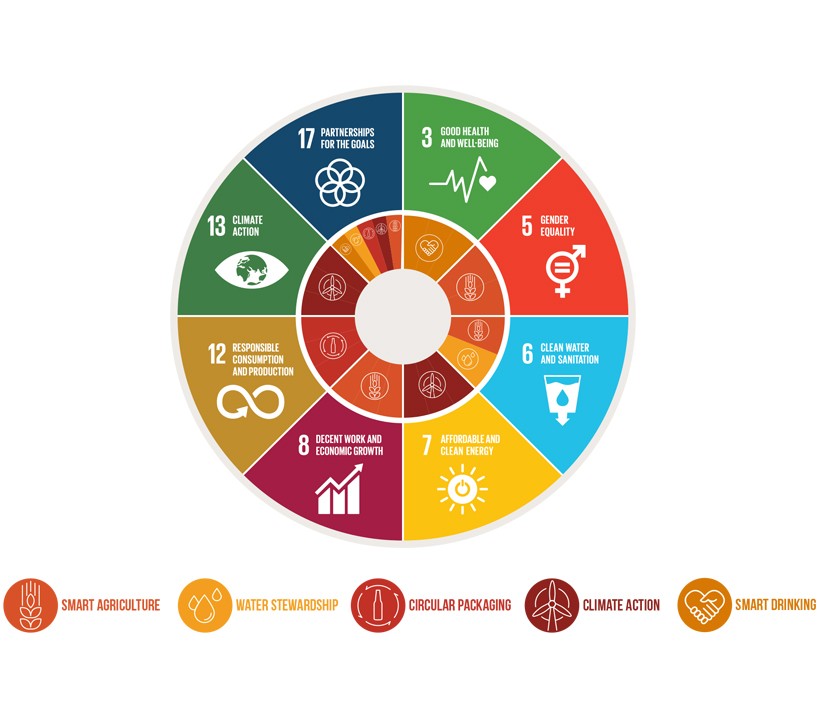 17 PARTNERSHIPS
FOR THE GOALS
3 GOOD HEALTH
AND WELL-BEING
13 CLIMATE
ACTION
5 GENDER
EQUALITY
12 RESPONSIBLE
CONSUMPTION
AND PRODUCTION
6 CLEAN WATER
AND SANITATION
8 DECENT WORK AND
ECONOMIC GROWTH
7 AFFORDABLE AND
CLEAN ENERGY
SMART AGRICULTURE
WATER STEWARDSHIP
CIRCULAR PACKAGING
CLIMATE ACTION
SMART DRINKING